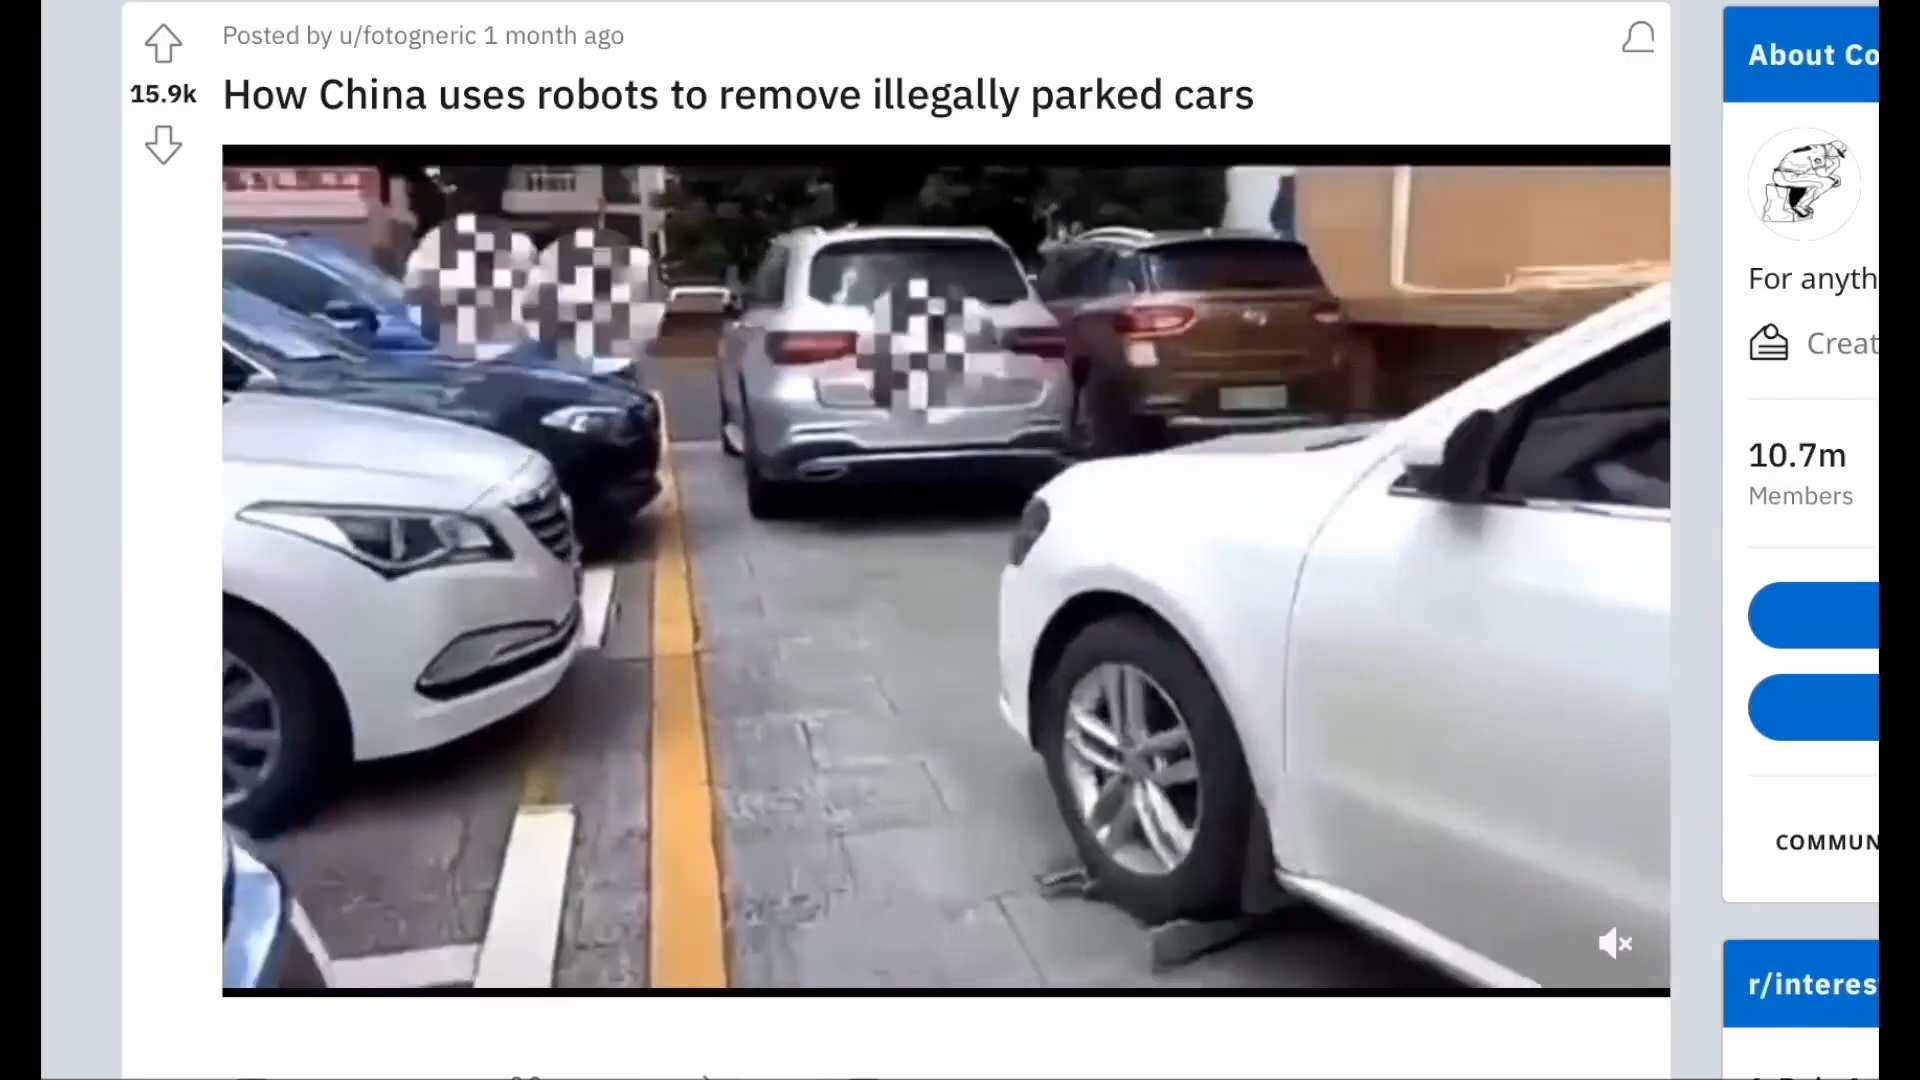 Posted by u/fotogneric 1 month ago
15.9k
How China uses robots to remove illegally parked cars
About Co
For anyth
Creat
10.7m
Members
COMMUN
r/interes